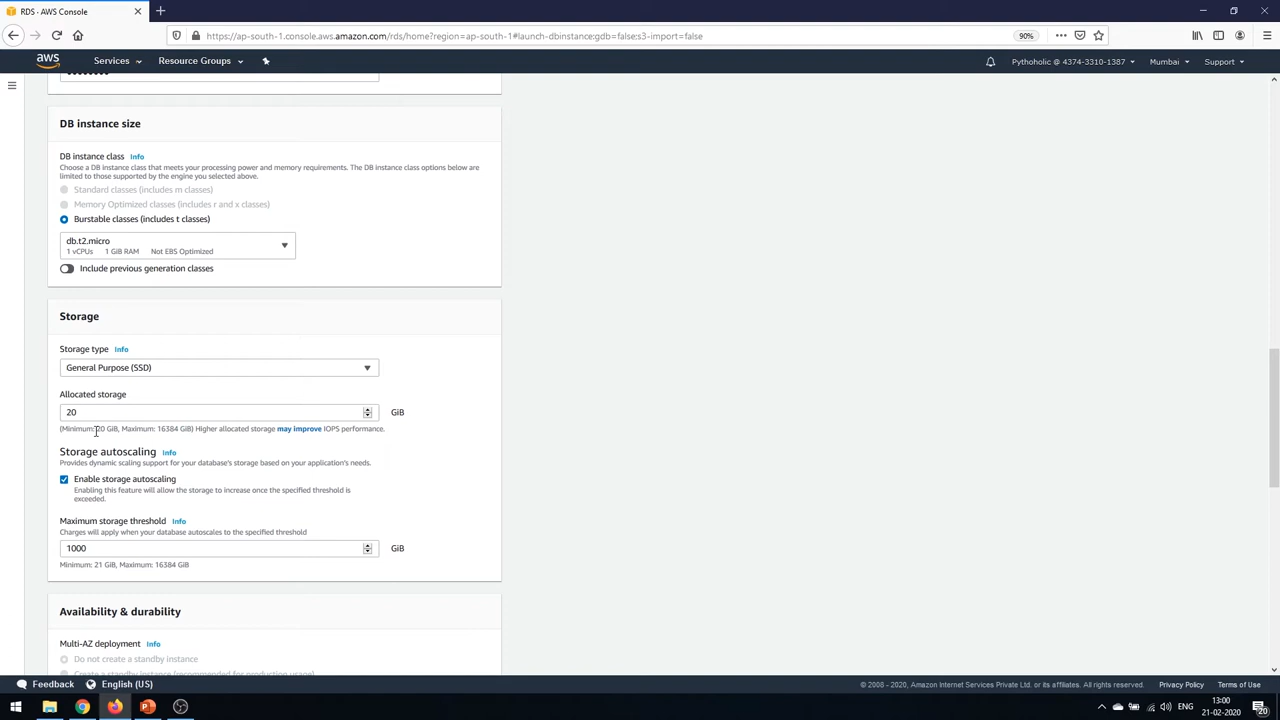 RDS · AWS Console
https://ap-south-1.console.aws.amazon.com/rds/home?region=ap-south-1#launch-dbinstance:gdb=false;s3-import=false
90%
aws
Services
Resource Groups
Pythoholic @ 4374-3310-1387
Mumbai
Support
DB instance size
DB instance class Info
Choose a DB instance class that meets your processing power and memory requirements. The DB instance class options below are
limited to those supported by the engine you selected above.
Standard classes (includes m classes)
Memory Optimized classes (includes r and x classes)
Burstable classes (includes t classes)
db.t2.micro
1 vCPUs 1 GiB RAM Not EBS Optimized
Include previous generation classes
Storage
Storage type Info
General Purpose (SSD)
Allocated storage
20 GiB
(Minimum: 20 GiB, Maximum: 16384 GiB) Higher allocated storage may improve IOPS performance.
Storage autoscaling Info
Provides dynamic scaling support for your database's storage based on your application's needs.
Enable storage autoscaling
Enabling this feature will allow the storage to increase once the specified threshold is
exceeded.
Maximum storage threshold Info
Charges will apply when your database autoscales to the specified threshold
1000 GiB
Minimum: 21 GiB, Maximum: 16384 GiB
Availability & durability
Multi-AZ deployment Info
Do not create a standby instance
Create a standby instance (recommended for production usage)
Feedback
English (US)
© 2008 - 2020, Amazon Internet Services Private Ltd. or its affiliates. All rights reserved.
Privacy Policy
Terms of Use
ENG
13:00
21-02-2020
20